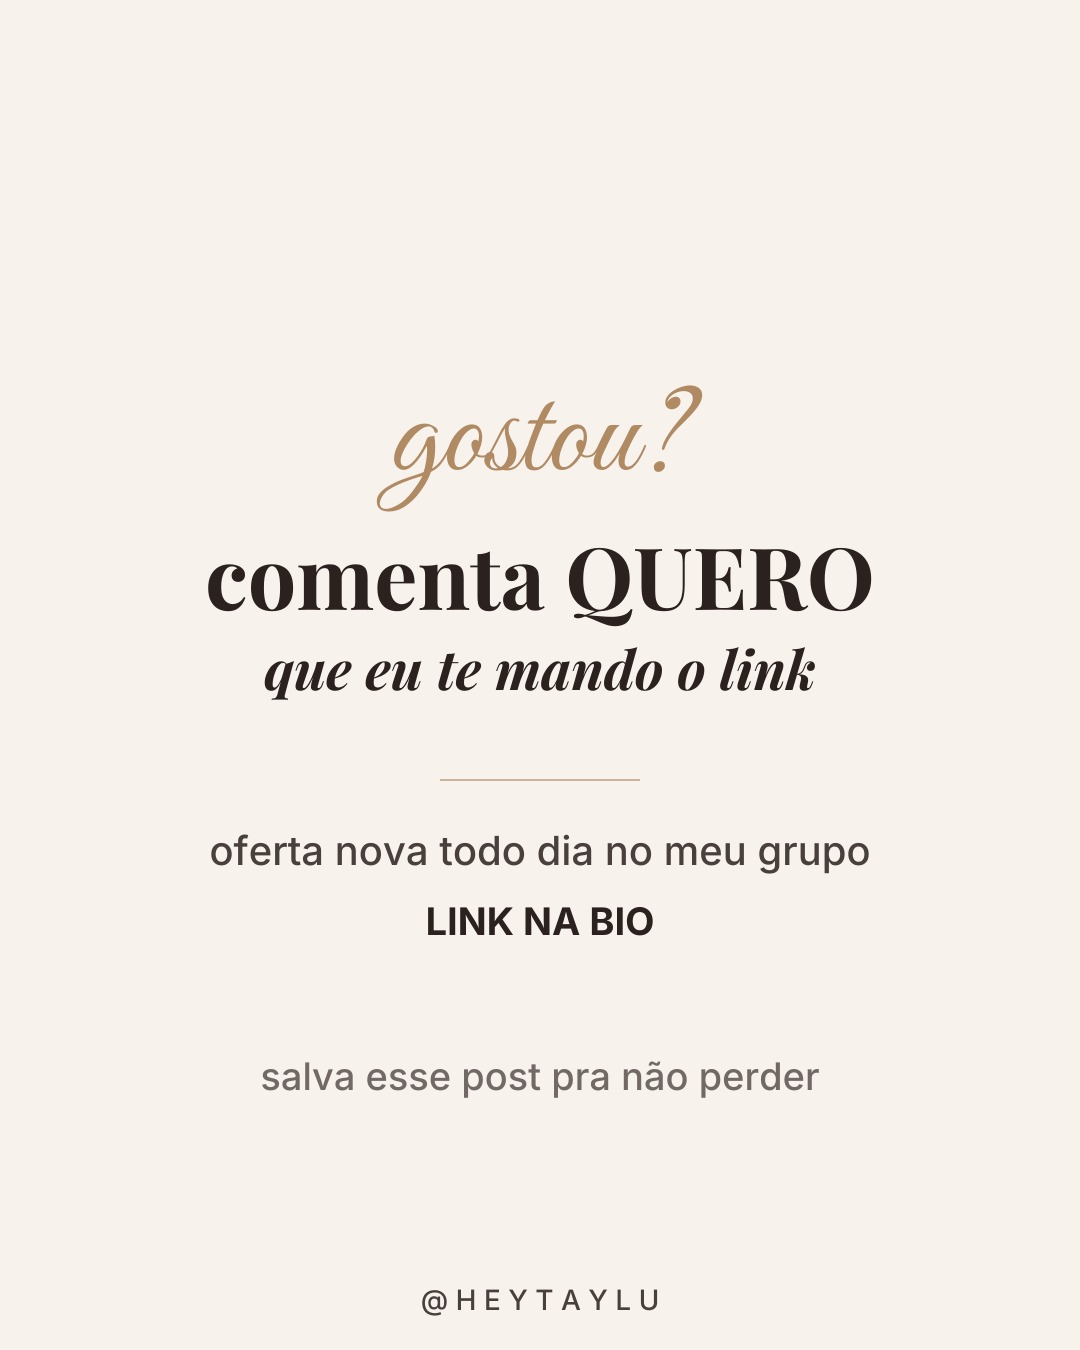 gostou?
comenta QUERO
que eu te mando o link
oferta nova todo dia no meu grupo
LINK NA BIO
salva esse post pra não perder
@HEYTAYLU